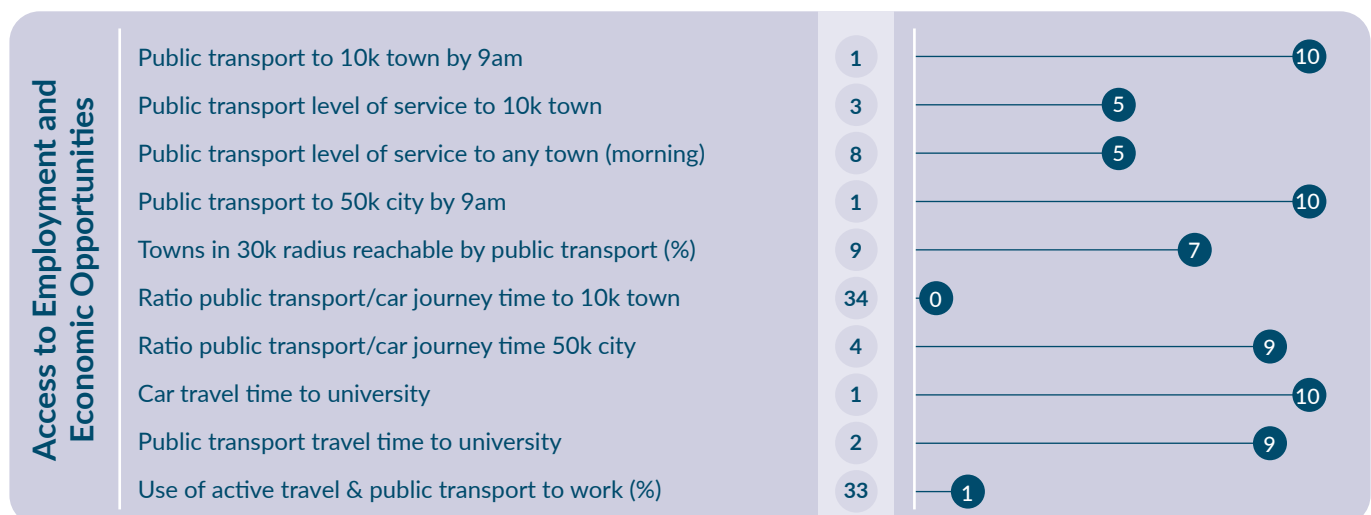 Access to Employment and
Economic Opportunities
Public transport to 10k town by 9am 1 10
Public transport level of service to 10k town 3 5
Public transport level of service to any town (morning) 8 5
Public transport to 50k city by 9am 1 10
Towns in 30k radius reachable by public transport (%) 9 7
Ratio public transport/car journey time to 10k town 34 0
Ratio public transport/car journey time 50k city 4 9
Car travel time to university 1 10
Public transport travel time to university 2 9
Use of active travel & public transport to work (%) 33 1